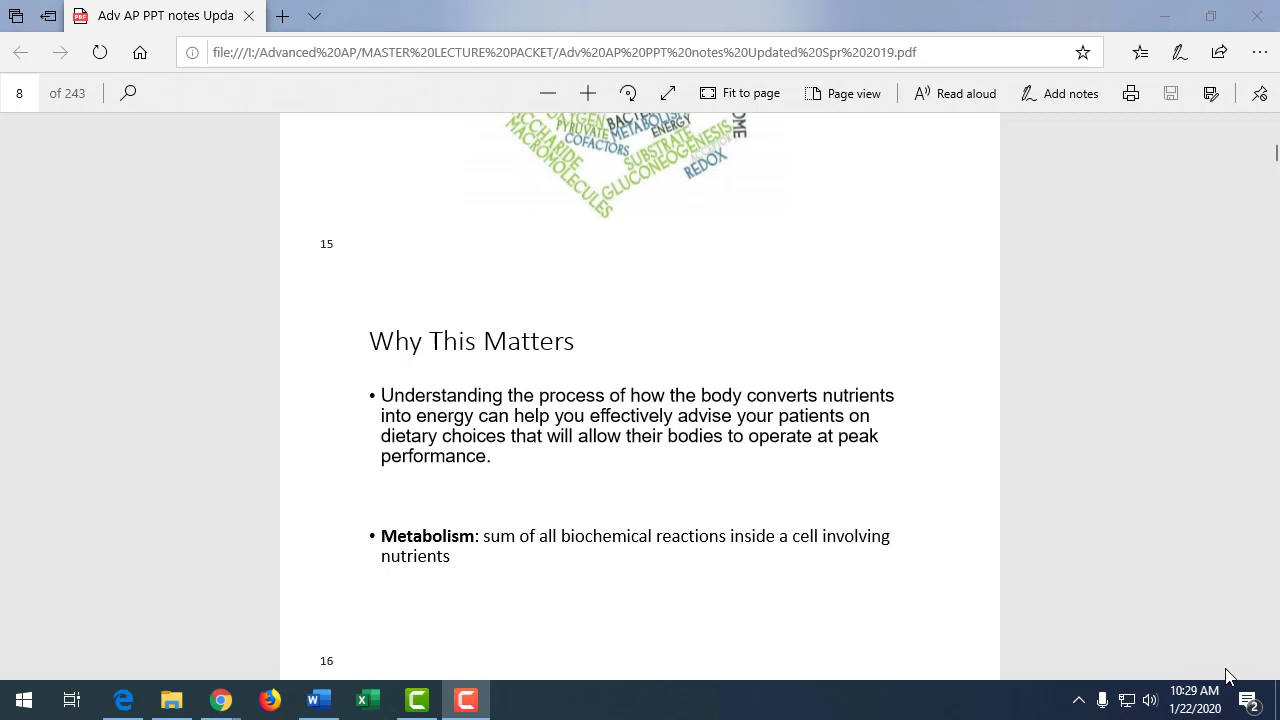 Adv AP PPT notes Upda
file:///I:/Advanced%20AP/MASTER%20LECTURE%20PACKET/Adv%20AP%20PPT%20notes%20Updated%20Spr%202019.pdf
8 of 243
Fit to page
Page view
Read aloud
Add notes
PYRUVATE
METABOLISM
ENERGY
COFACTORS
MACROMOLECULES
SUBSTRATE
GLUCONEOGENESIS
REDOX
15
Why This Matters
• Understanding the process of how the body converts nutrients
into energy can help you effectively advise your patients on
dietary choices that will allow their bodies to operate at peak
performance.
• Metabolism: sum of all biochemical reactions inside a cell involving
nutrients
16
10:29 AM
1/22/2020
2